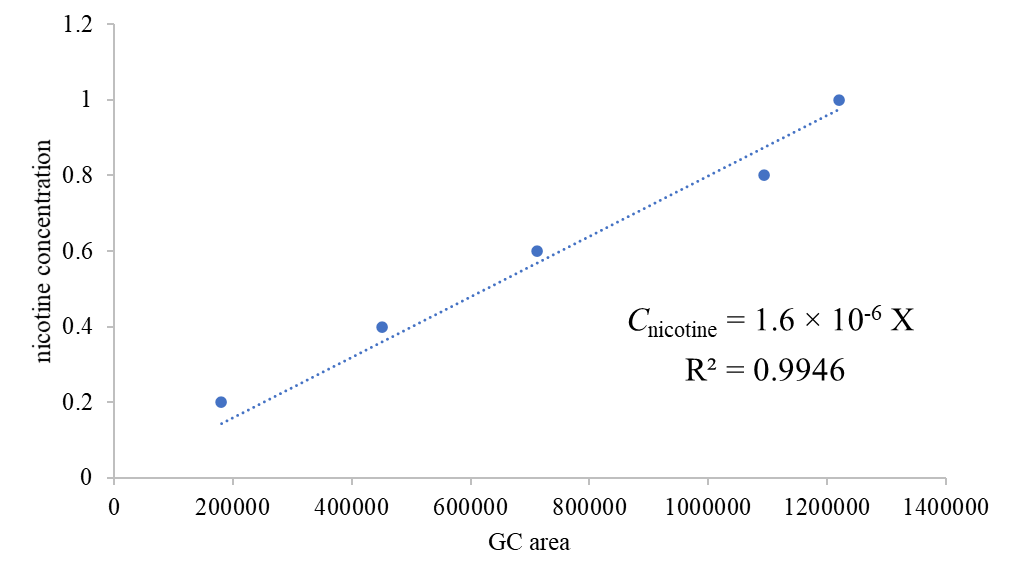 1.2
1
0.8
0.6
0.4
0.2
0
nicotine concentration
C nicotine = 1.6 × 10⁻⁶ X
R² = 0.9946
0 200000 400000 600000 800000 1000000 1200000 1400000
GC area